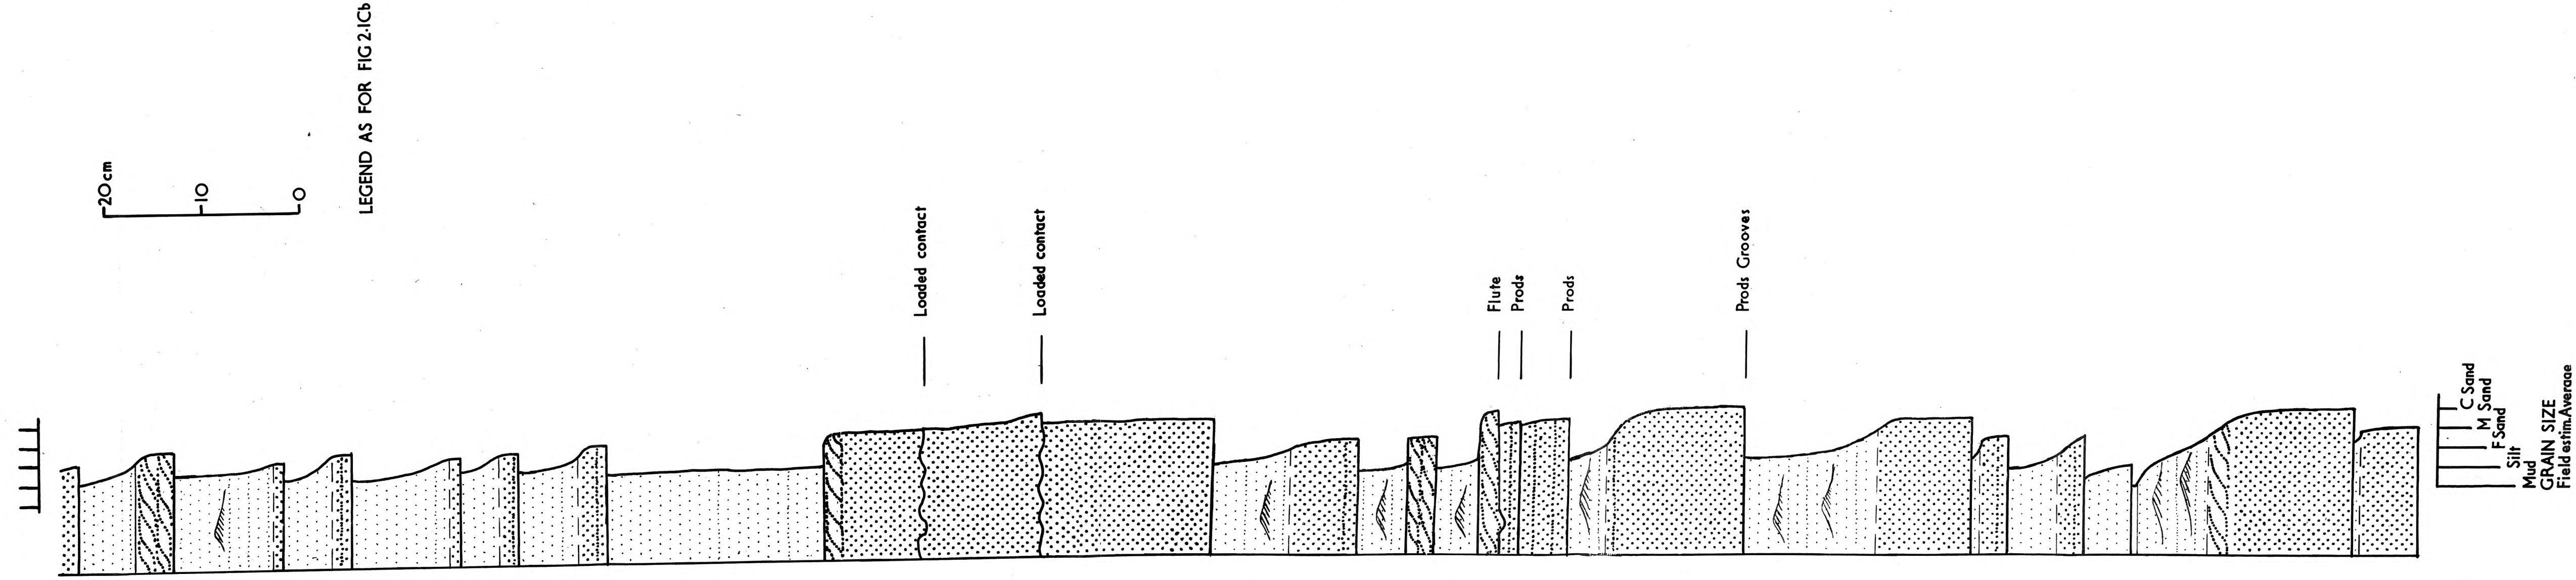 20cm
10
0
LEGEND AS FOR FIG 2.1Cb
Loaded contact
Loaded contact
Flute
Prods
Prods
Prods Grooves
C Sand
M Sand
F Sand
Silt
Mud
GRAIN SIZE
Field estim. Average